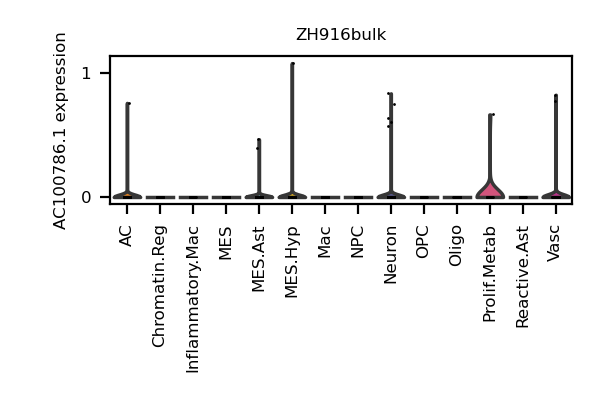 ZH916bulk
AC100786.1 expression
1
0
AC
Chromatin.Reg
Inflammatory.Mac
MES
MES.Ast
MES.Hyp
Mac
NPC
Neuron
OPC
Oligo
Prolif.Metab
Reactive.Ast
Vasc